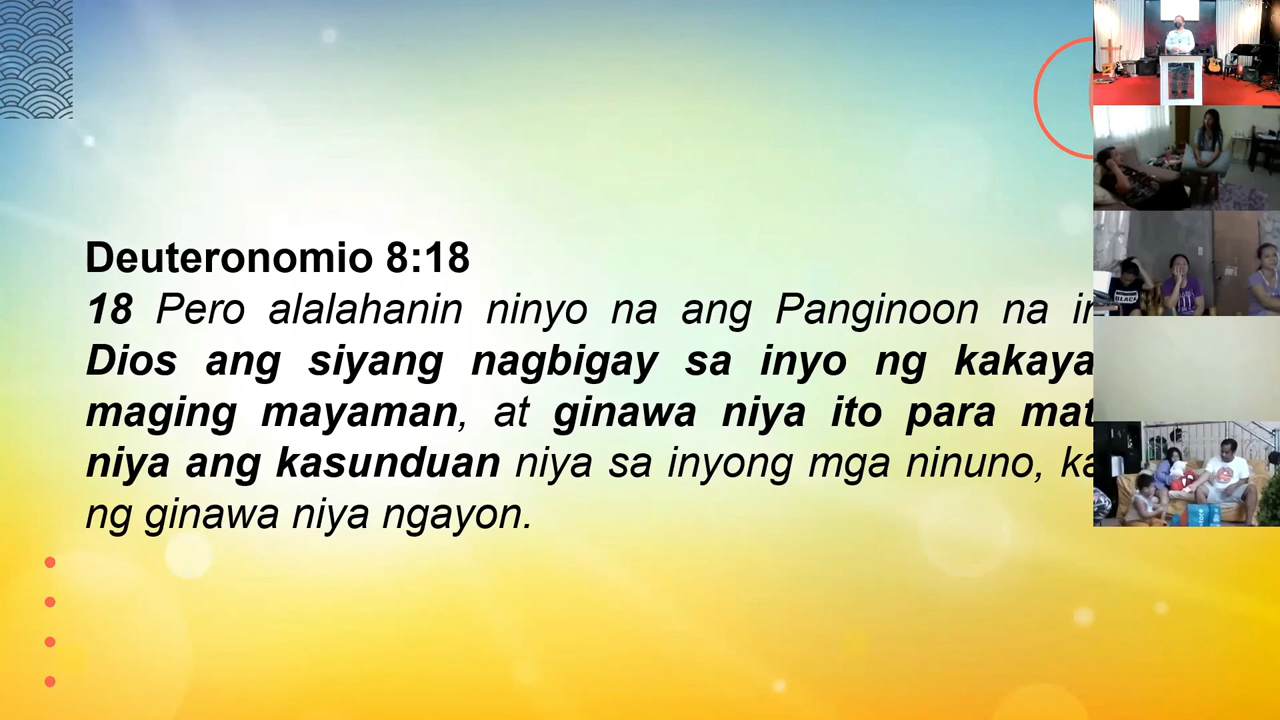 Deuteronomio 8:18
18 Pero alalahanin ninyo na ang Panginoon na
Dios ang siyang nagbigay sa inyo ng
maging mayaman, at ginawa niya ito para
niya ang kasunduan niya sa inyong mga ninuno,
ng ginawa niya ngayon.
BLACK